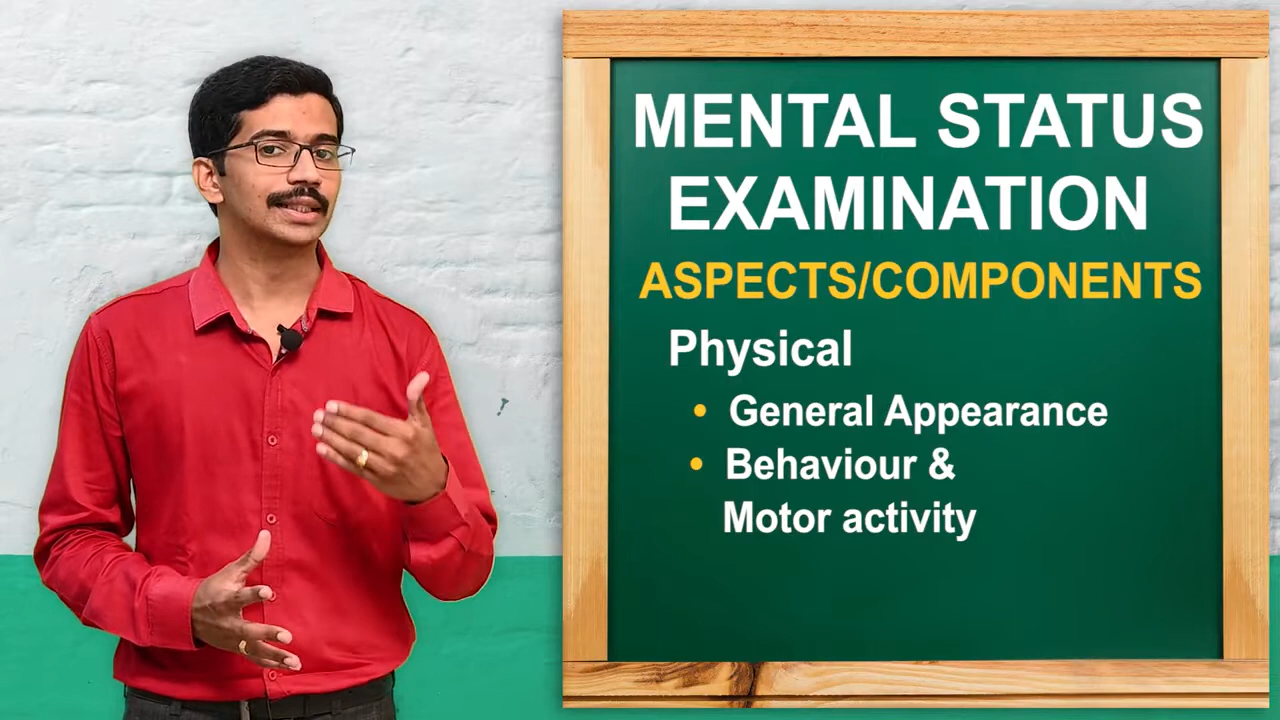 MENTAL STATUS
EXAMINATION
ASPECTS/COMPONENTS
Physical
• General Appearance
• Behaviour &
Motor activity